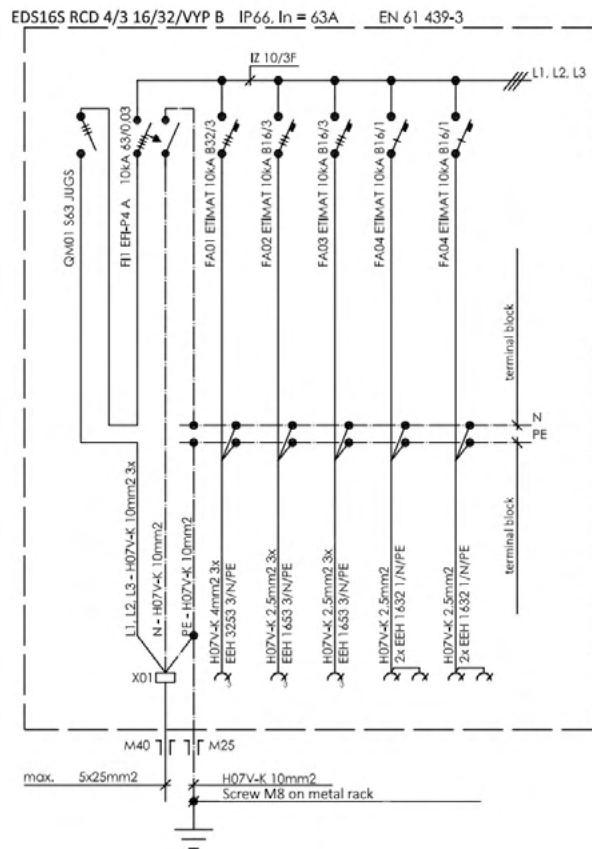 EDS16S RCD 4/3 16/32/VYP B IP66, In = 63A EN 61 439-3
IZ 10/3F
L1, L2, L3
QM01 S63 JUGS
FI1 EFI-P4 A 10kA 63/0,03
FA01 ETIMAT 10kA B32/3
FA02 ETIMAT 10kA B16/3
FA03 ETIMAT 10kA B16/3
FA04 ETIMAT 10kA B16/1
FA04 ETIMAT 10kA B16/1
terminal block
N
PE
terminal block
L1, L2, L3 - H07V-K 10mm2 3x
N - H07V-K 10mm2
PE - H07V-K 10mm2
H07V-K 4mm2 3x
EEH 3253 3/N/PE
H07V-K 2,5mm2 3x
EEH 1653 3/N/PE
H07V-K 2,5mm2 3x
EEH 1653 3/N/PE
H07V-K 2,5mm2
2x EEH 1632 1/N/PE
H07V-K 2,5mm2
2x EEH 1632 1/N/PE
X01
3
3
3
M40
M25
max. 5x25mm2
H07V-K 10mm2
Screw M8 on metal rack